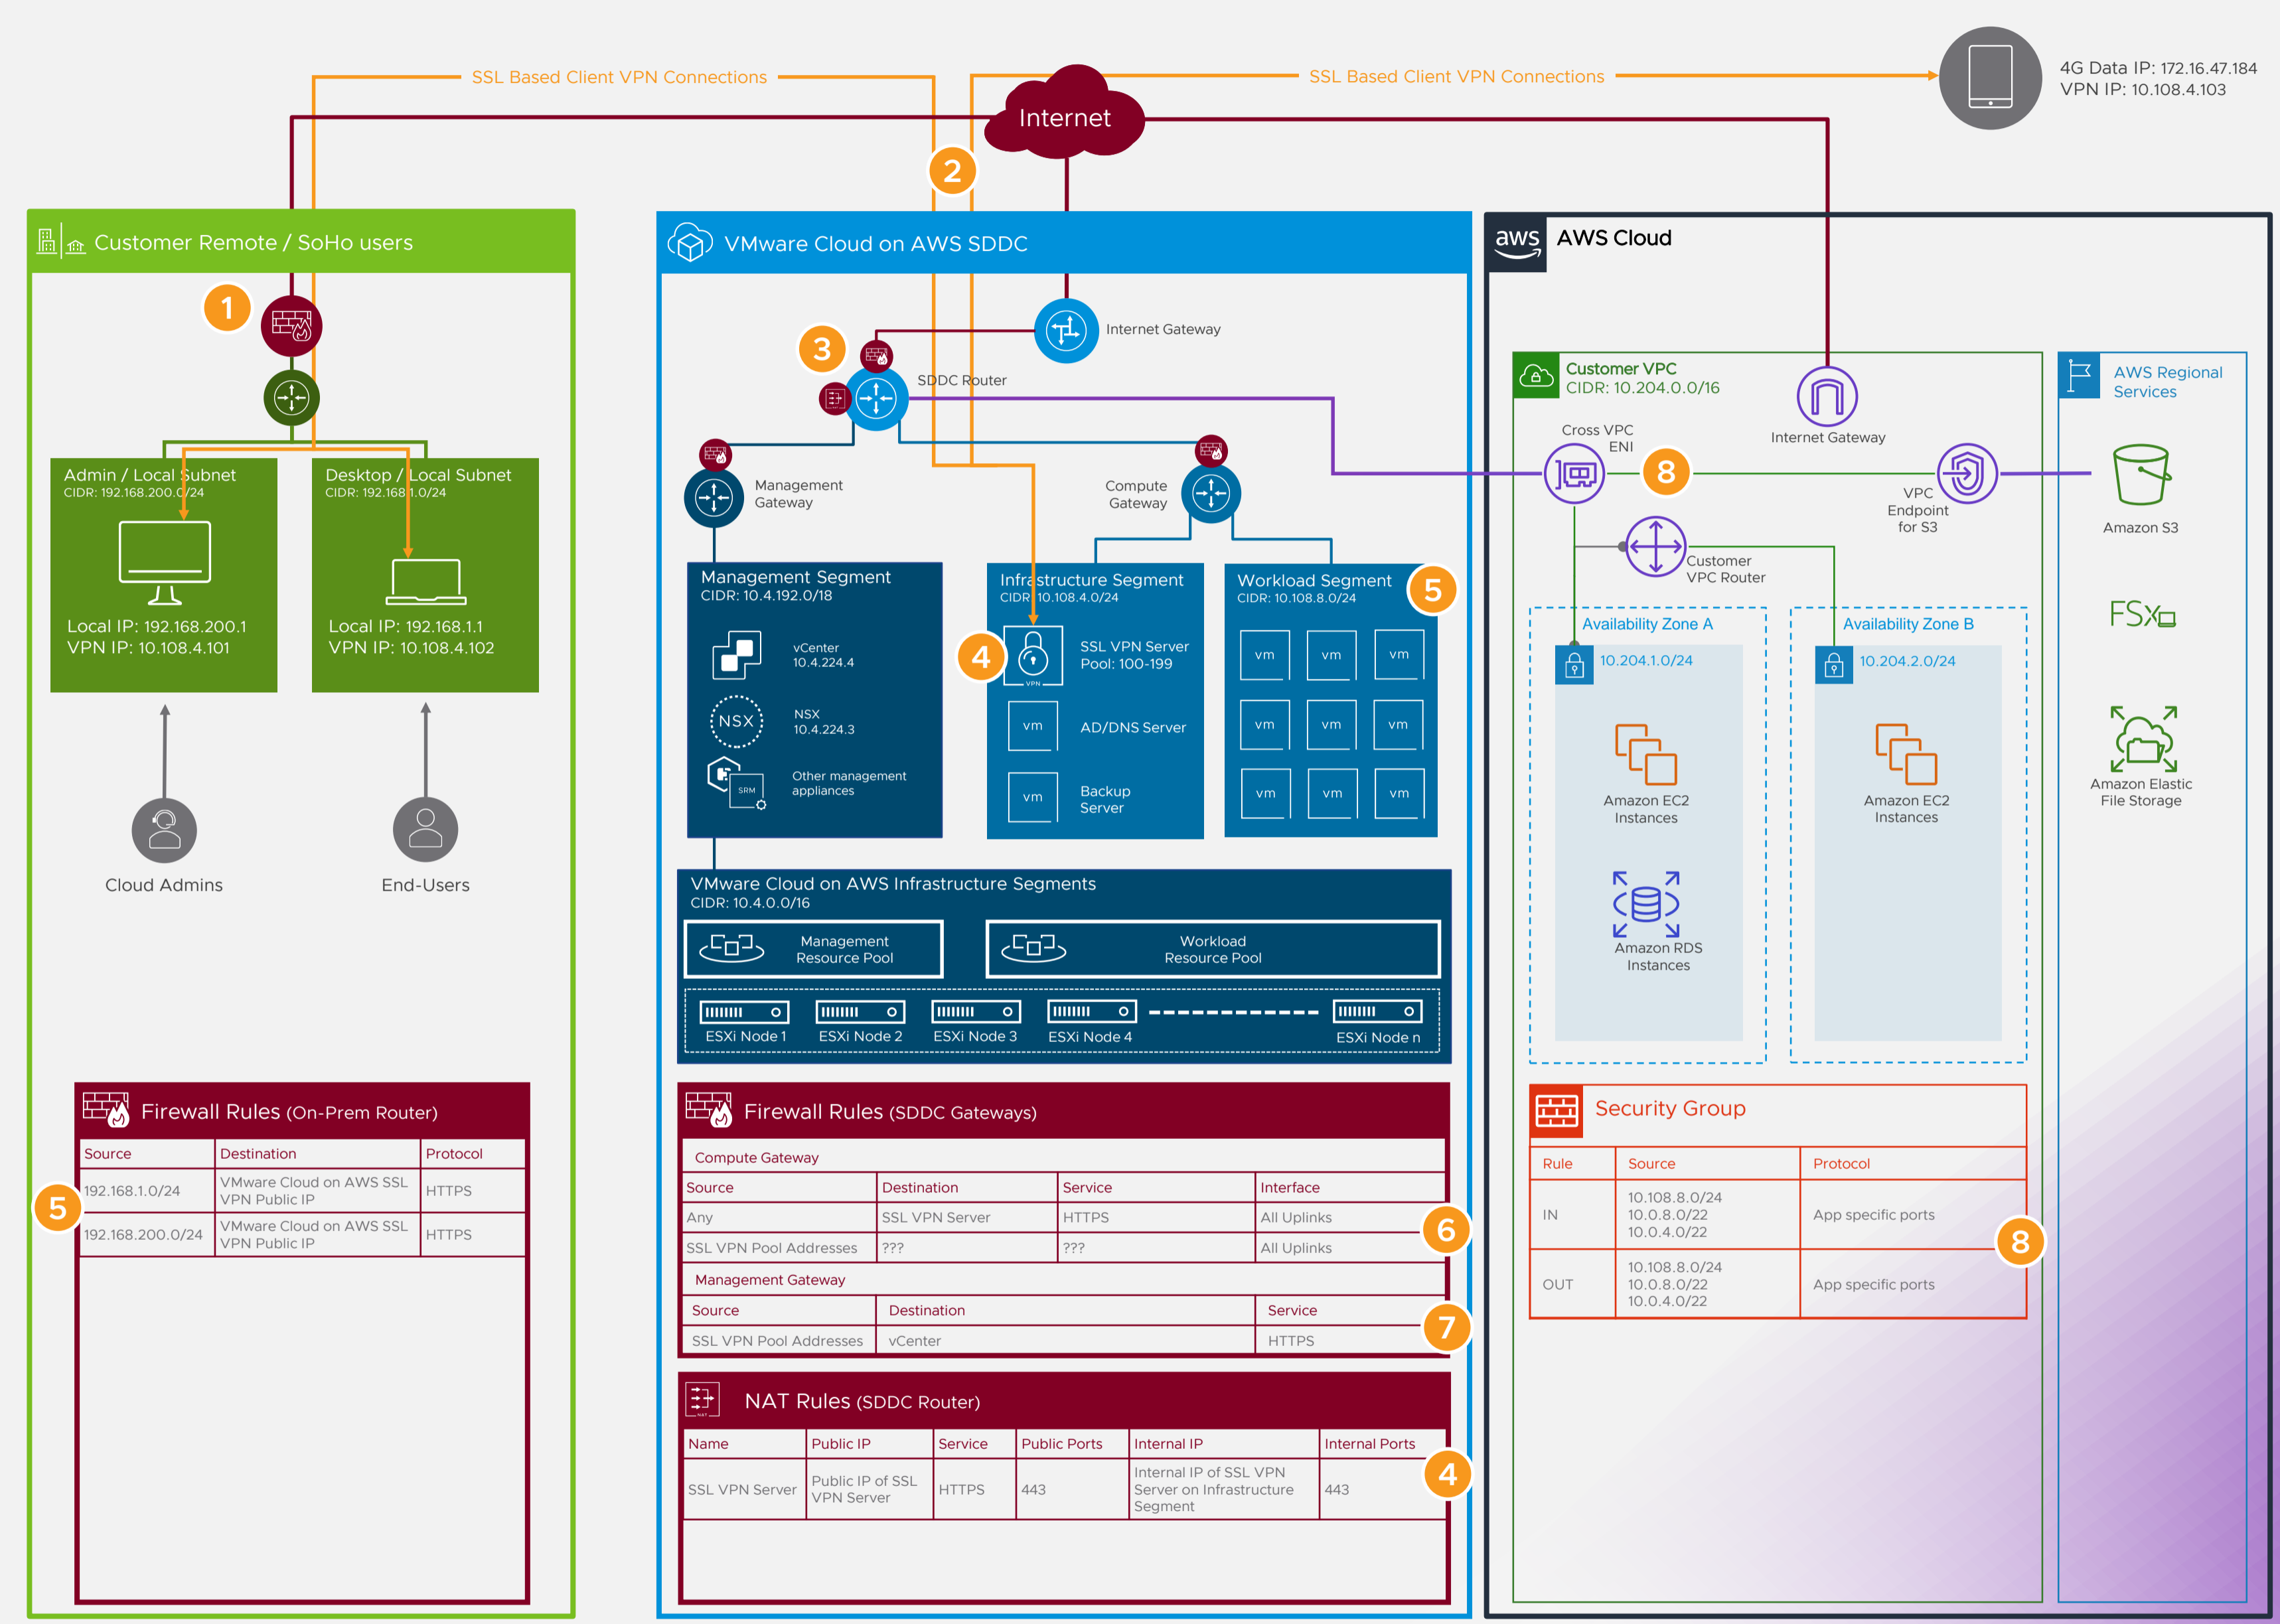 SSL Based Client VPN Connections
SSL Based Client VPN Connections
4G Data IP: 172.16.47.184
VPN IP: 10.108.4.103
Internet
2
Customer Remote / SoHo users
1
Admin / Local Subnet
CIDR: 192.168.200.0/24
Local IP: 192.168.200.1
VPN IP: 10.108.4.101
Desktop / Local Subnet
CIDR: 192.168.1.0/24
Local IP: 192.168.1.1
VPN IP: 10.108.4.102
Cloud Admins
End-Users
Firewall Rules (On-Prem Router)
Source Destination Protocol
192.168.1.0/24 VMware Cloud on AWS SSL VPN Public IP HTTPS
192.168.200.0/24 VMware Cloud on AWS SSL VPN Public IP HTTPS
5
VMware Cloud on AWS SDDC
Internet Gateway
3
SDDC Router
Management
Gateway
Compute
Gateway
Management Segment
CIDR: 10.4.192.0/18
vCenter
10.4.224.4
NSX
NSX
10.4.224.3
SRM
Other management
appliances
Infrastructure Segment
CIDR: 10.108.4.0/24
4
VPN
SSL VPN Server
Pool: 100-199
vm
AD/DNS Server
vm
Backup
Server
Workload Segment
CIDR: 10.108.8.0/24
5
vm vm vm
vm vm vm
vm vm vm
VMware Cloud on AWS Infrastructure Segments
CIDR: 10.4.0.0/16
Management
Resource Pool
Workload
Resource Pool
ESXi Node 1 ESXi Node 2 ESXi Node 3 ESXi Node 4 ESXi Node n
Firewall Rules (SDDC Gateways)
Compute Gateway
Source Destination Service Interface
Any SSL VPN Server HTTPS All Uplinks
SSL VPN Pool Addresses ??? ??? All Uplinks
6
Management Gateway
Source Destination Service
SSL VPN Pool Addresses vCenter HTTPS
7
NAT
NAT Rules (SDDC Router)
Name Public IP Service Public Ports Internal IP Internal Ports
SSL VPN Server Public IP of SSL VPN Server HTTPS 443 Internal IP of SSL VPN Server on Infrastructure Segment 443
4
aws
AWS Cloud
Customer VPC
CIDR: 10.204.0.0/16
Internet Gateway
Cross VPC
ENI
8
VPC
Endpoint
for S3
Customer
VPC Router
Availability Zone A
10.204.1.0/24
Amazon EC2
Instances
Amazon RDS
Instances
Availability Zone B
10.204.2.0/24
Amazon EC2
Instances
Security Group
Rule Source Protocol
IN 10.108.8.0/24 10.0.8.0/22 10.0.4.0/22 App specific ports
OUT 10.108.8.0/24 10.0.8.0/22 10.0.4.0/22 App specific ports
8
AWS Regional
Services
Amazon S3
FSx
Amazon Elastic
File Storage